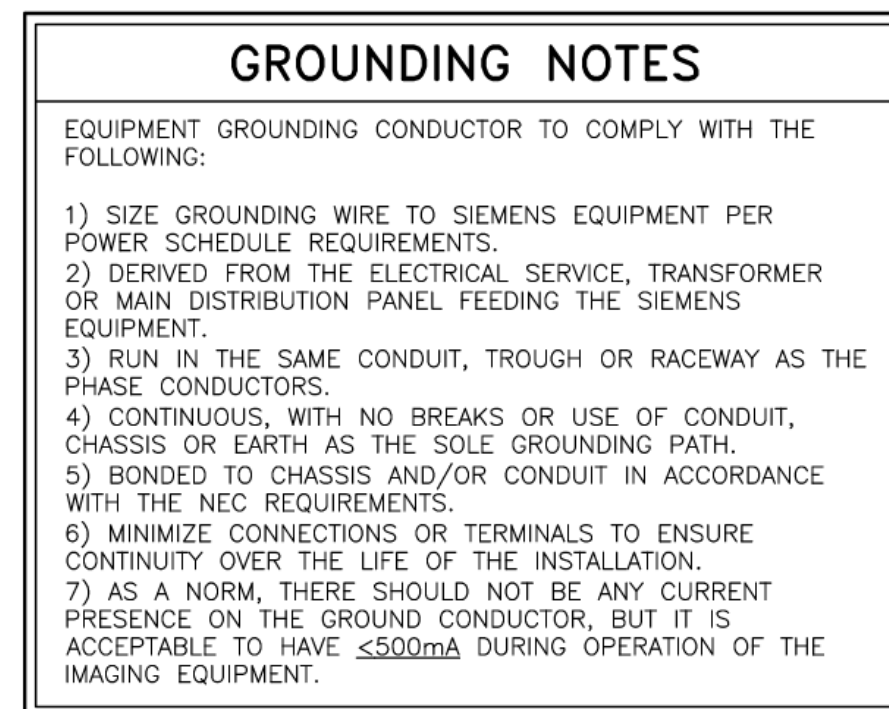 GROUNDING NOTES
EQUIPMENT GROUNDING CONDUCTOR TO COMPLY WITH THE
FOLLOWING:
1) SIZE GROUNDING WIRE TO SIEMENS EQUIPMENT PER
POWER SCHEDULE REQUIREMENTS.
2) DERIVED FROM THE ELECTRICAL SERVICE, TRANSFORMER
OR MAIN DISTRIBUTION PANEL FEEDING THE SIEMENS
EQUIPMENT.
3) RUN IN THE SAME CONDUIT, TROUGH OR RACEWAY AS THE
PHASE CONDUCTORS.
4) CONTINUOUS, WITH NO BREAKS OR USE OF CONDUIT,
CHASSIS OR EARTH AS THE SOLE GROUNDING PATH.
5) BONDED TO CHASSIS AND/OR CONDUIT IN ACCORDANCE
WITH THE NEC REQUIREMENTS.
6) MINIMIZE CONNECTIONS OR TERMINALS TO ENSURE
CONTINUITY OVER THE LIFE OF THE INSTALLATION.
7) AS A NORM, THERE SHOULD NOT BE ANY CURRENT
PRESENCE ON THE GROUND CONDUCTOR, BUT IT IS
ACCEPTABLE TO HAVE <500mA DURING OPERATION OF THE
IMAGING EQUIPMENT.